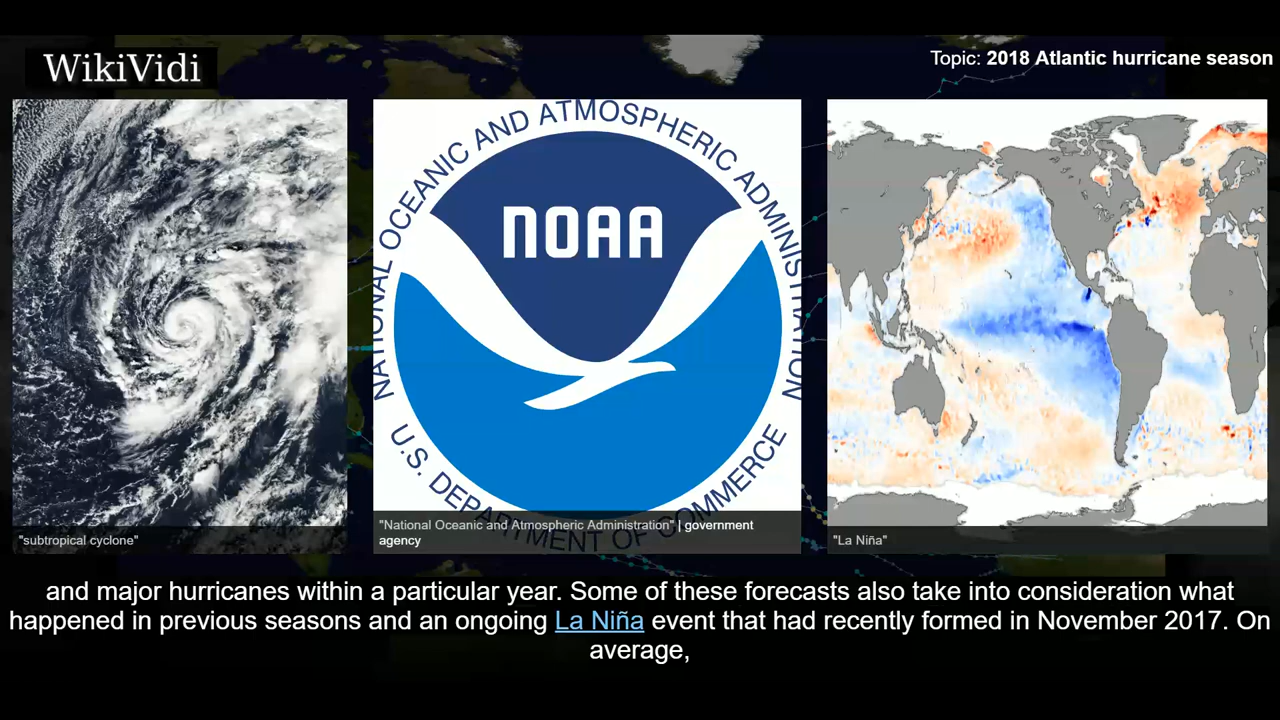 WikiVidi
Topic: 2018 Atlantic hurricane season
NATIONAL OCEANIC AND ATMOSPHERIC ADMINISTRATION
NOAA
U.S. DEPARTMENT OF COMMERCE
"subtropical cyclone"
"National Oceanic and Atmospheric Administration" | government
agency
"La Niña"
and major hurricanes within a particular year. Some of these forecasts also take into consideration what
happened in previous seasons and an ongoing La Niña event that had recently formed in November 2017. On
average,